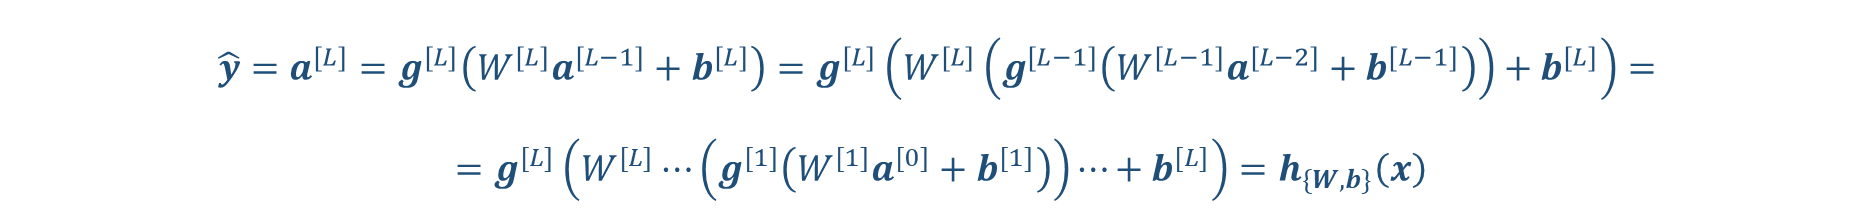 ŷ = a^{[L]} = g^{[L]}(W^{[L]}a^{[L−1]} + b^{[L]}) = g^{[L]}(W^{[L]}(g^{[L−1]}(W^{[L−1]}a^{[L−2]} + b^{[L−1]})) + b^{[L]}) =
= g^{[L]}(W^{[L]} ⋯ (g^{[1]}(W^{[1]}a^{[0]} + b^{[1]})) ⋯ + b^{[L]}) = h_{{W,b}}(x)